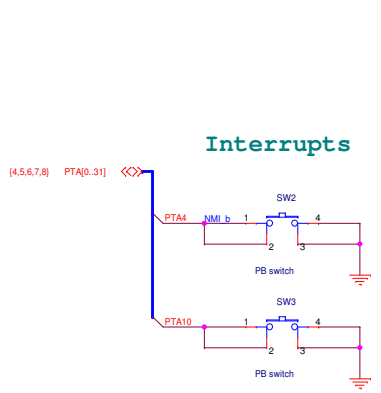 Interrupts
{4,5,6,7,8} PTA[0..31]
SW2
PTA4 NMI_b 1 4
2 3
PB switch
SW3
PTA10 1 4
2 3
PB switch